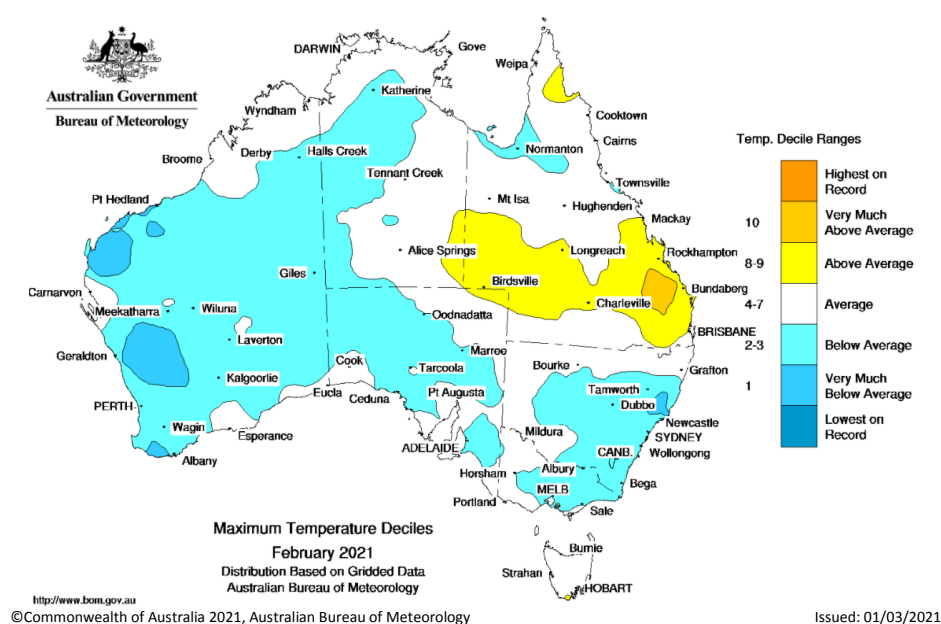 Australian Government
Bureau of Meteorology
DARWIN
Gove
Weipa
Katherine
Wyndham
Cooktown
Derby
Halls Creek
Cairns
Broome
Normanton
Tennant Creek
Townsville
Pt Hedland
Mt Isa
Hughenden
Mackay
Alice Springs
Longreach
Rockhampton
Giles
Birdsville
Bundaberg
Carnarvon
Meekatharra
Wiluna
Charleville
Oodnadatta
BRISBANE
Laverton
Marree
Geraldton
Cook
Tarcoola
Bourke
Grafton
Kalgoorlie
Eucla
Ceduna
Pt Augusta
Tamworth
PERTH
Dubbo
Wagin
Esperance
Mildura
Newcastle
SYDNEY
ADELAIDE
CANB.
Wollongong
Albany
Horsham
Albury
Bega
MELB
Portland
Sale
Burnie
Strahan
HOBART
Temp. Decile Ranges
Highest on
Record
10
Very Much
Above Average
8-9
Above Average
4-7
Average
2-3
Below Average
1
Very Much
Below Average
Lowest on
Record
Maximum Temperature Deciles
February 2021
Distribution Based on Gridded Data
Australian Bureau of Meteorology
http://www.bom.gov.au
©Commonwealth of Australia 2021, Australian Bureau of Meteorology
Issued: 01/03/2021